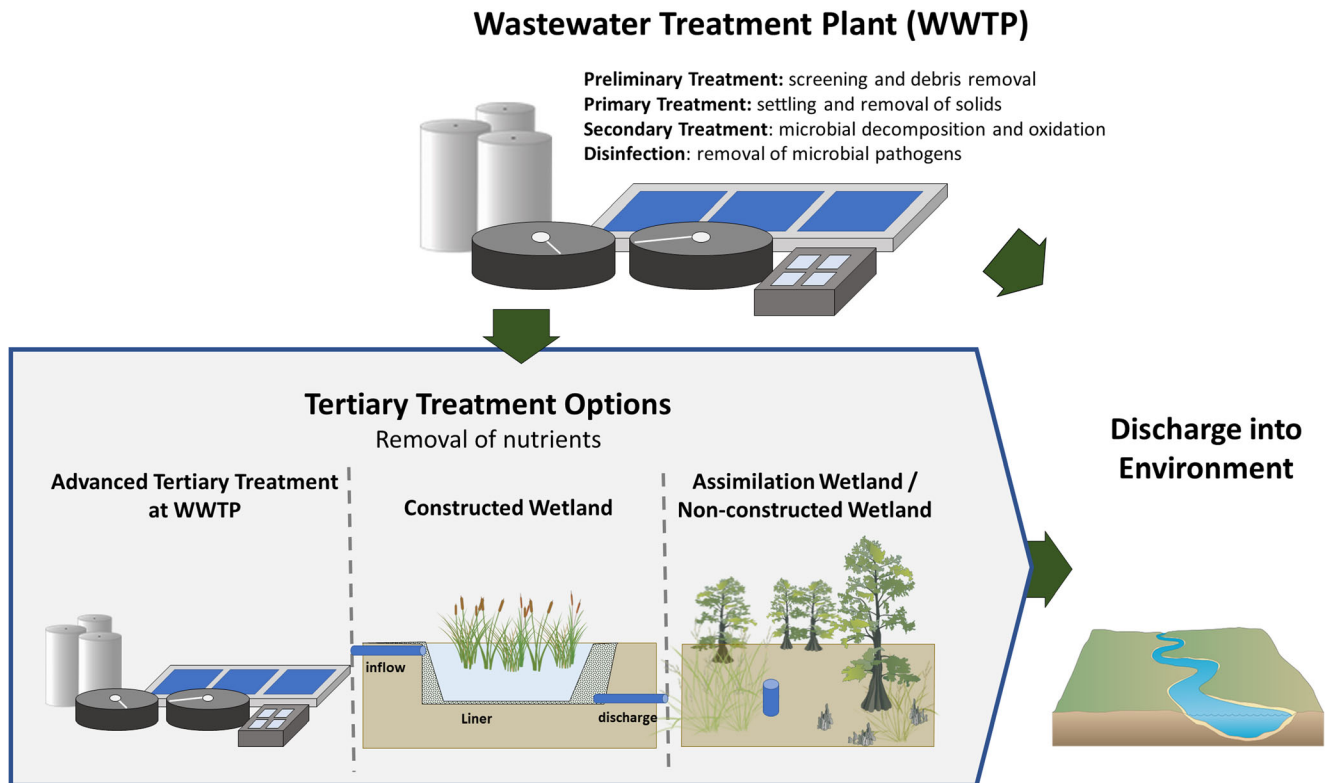 Wastewater Treatment Plant (WWTP)
Preliminary Treatment: screening and debris removal
Primary Treatment: settling and removal of solids
Secondary Treatment: microbial decomposition and oxidation
Disinfection: removal of microbial pathogens
Tertiary Treatment Options
Removal of nutrients
Advanced Tertiary Treatment
at WWTP
Constructed Wetland
Assimilation Wetland /
Non-constructed Wetland
inflow
Liner
discharge
Discharge into
Environment